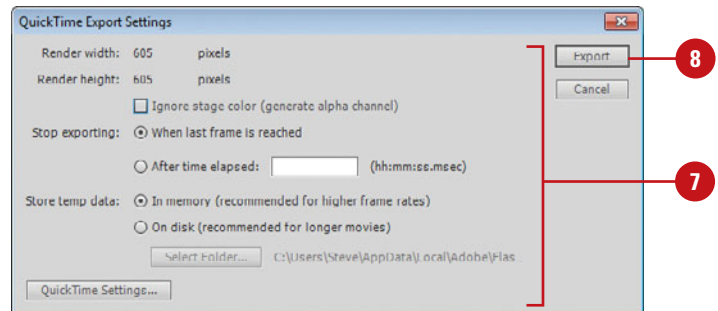 QuickTime Export Settings
Render width: 605 pixels
Export
8
Render height: 605 pixels
Cancel
Ignore stage color (generate alpha channel)
Stop exporting: When last frame is reached
After time elapsed: (hh:mm:ss.msec)
7
Store temp data: In memory (recommended for higher frame rates)
On disk (recommended for longer movies)
Select Folder... C:\Users\Steve\AppData\Local\Adobe\Flas...
QuickTime Settings...